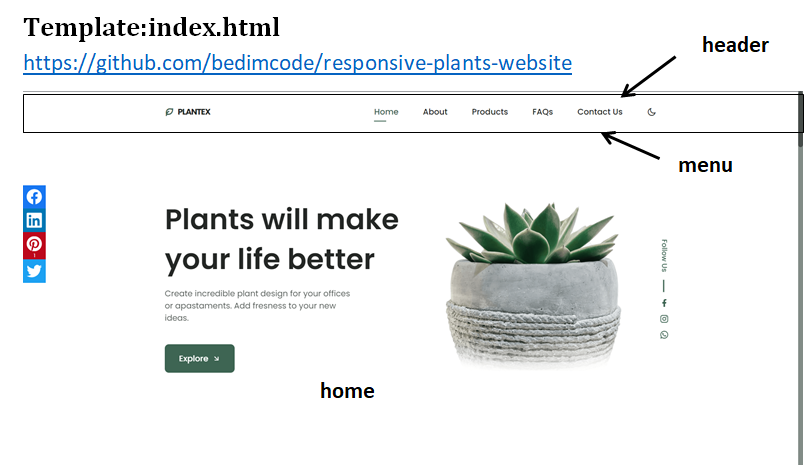 Template:index.html
https://github.com/bedimcode/responsive-plants-website
header
PLANTEX Home About Products FAQs Contact Us
menu
Plants will make
your life better
Follow Us
1
Create incredible plant design for your offices
or apastaments. Add fresness to your new
ideas.
Explore
home